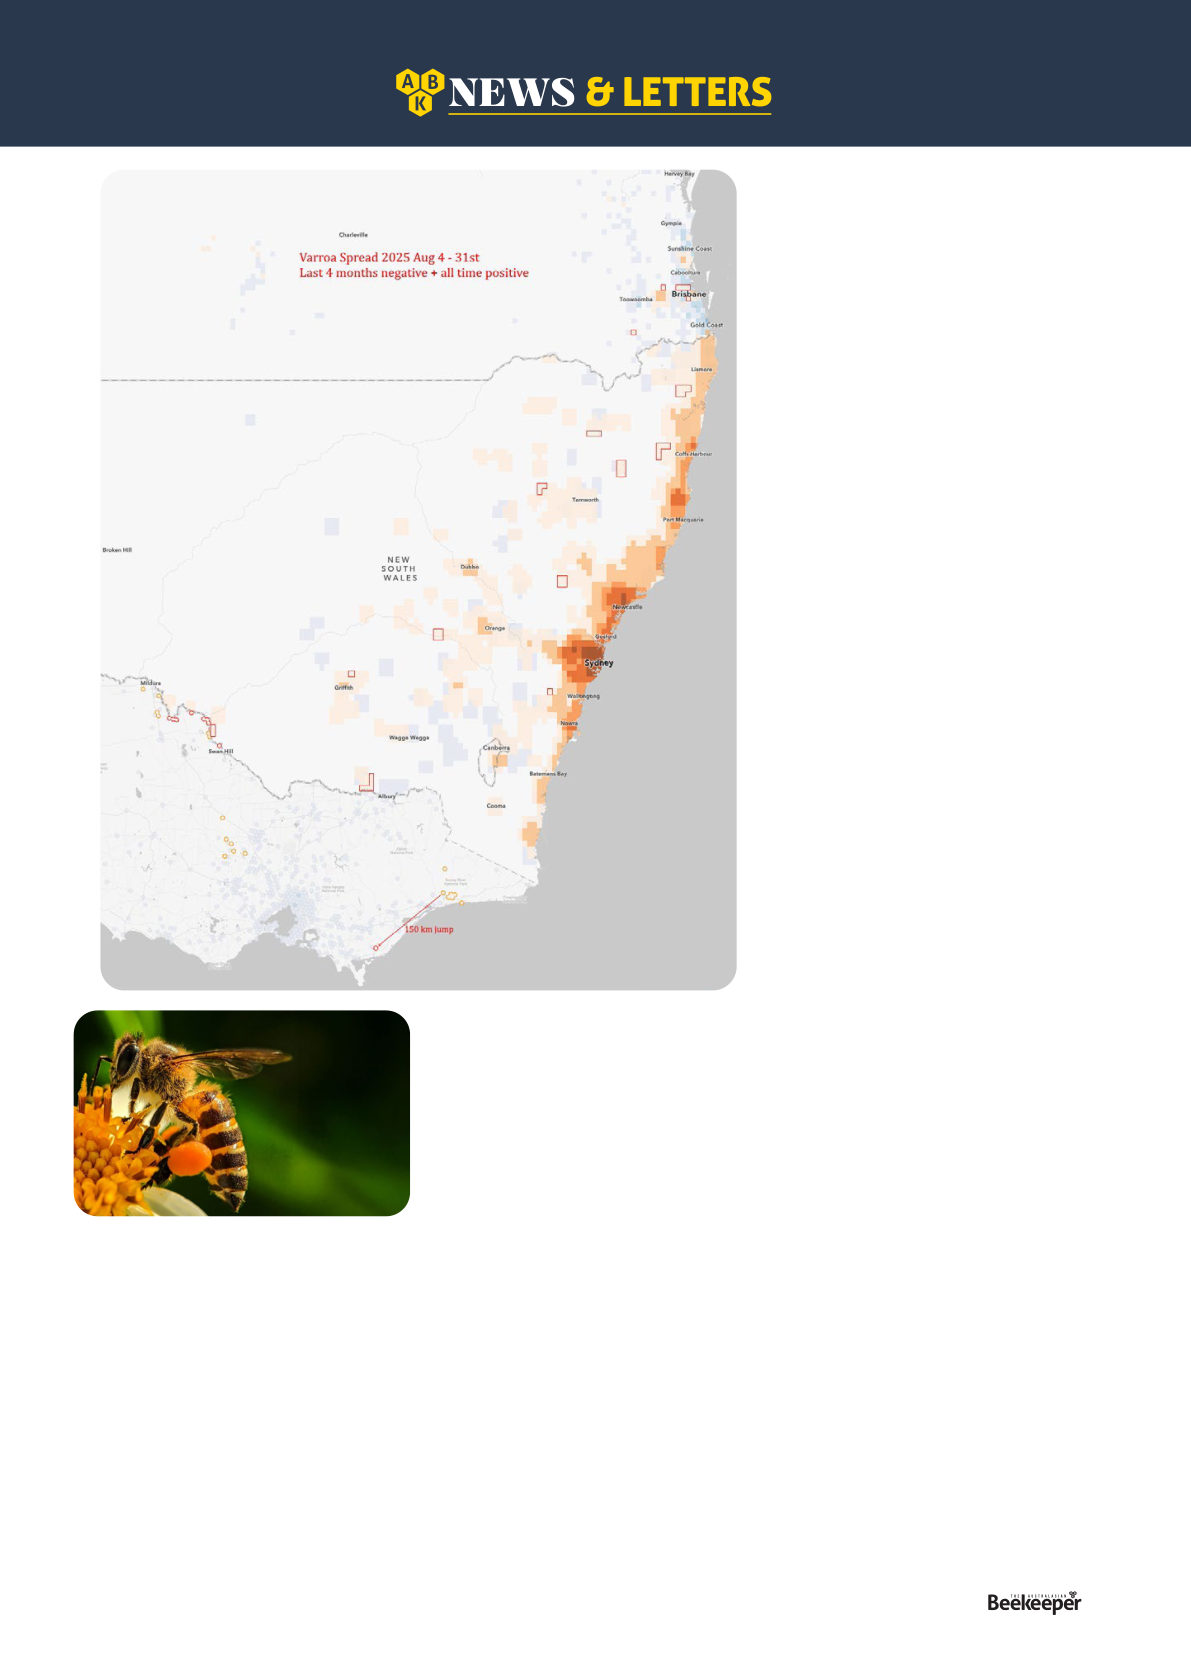 ABK NEWS & LETTERS
Hervey Bay
Gympie
Charleville
Sunshine Coast
Varroa Spread 2025 Aug 4 - 31st
Last 4 months negative + all time positive
Caboolture
Toowoomba
Brisbane
Gold Coast
Lismore
Coffs Harbour
Tamworth
Port Macquarie
Broken Hill
NEW
SOUTH
WALES
Dubbo
Newcastle
Orange
Gosford
Sydney
Mildura
Griffith
Wollongong
Nowra
Wagga Wagga
Swan Hill
Canberra
Batemans Bay
Albury
Cooma
150 km jump
THE AUSTRALASIAN
Beekeeper